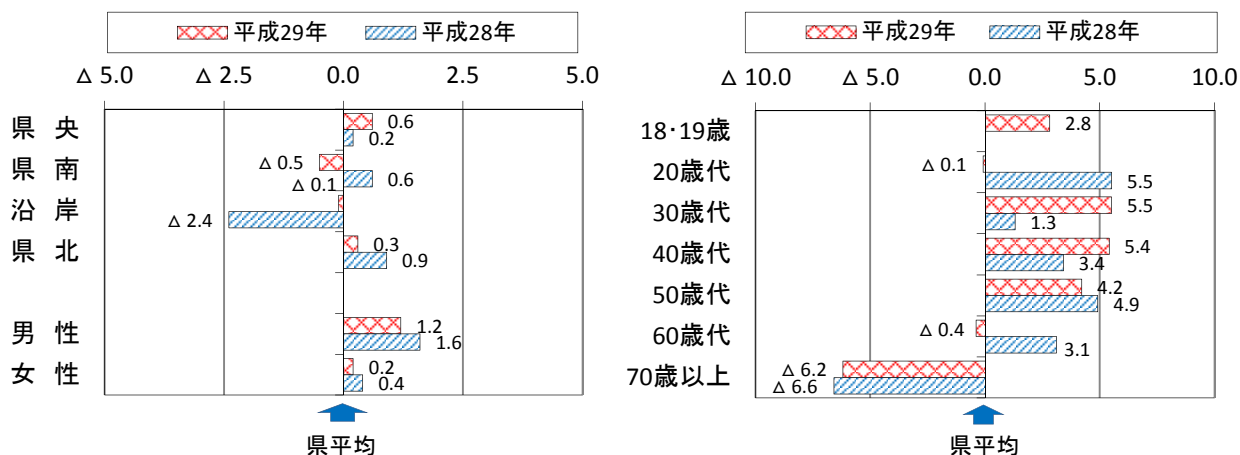 平成29年 平成28年
△ 5.0 △ 2.5 0.0 2.5 5.0
県 央 0.6
0.2
県 南 △ 0.5
0.6
沿 岸 △ 0.1
△ 2.4
県 北 0.3
0.9
男 性 1.2
1.6
女 性 0.2
0.4
県平均
平成29年 平成28年
△ 10.0 △ 5.0 0.0 5.0 10.0
18・19歳 2.8
20歳代 △ 0.1
5.5
30歳代 5.5
1.3
40歳代 5.4
3.4
50歳代 4.2
4.9
60歳代 △ 0.4
3.1
70歳以上 △ 6.2
△ 6.6
県平均